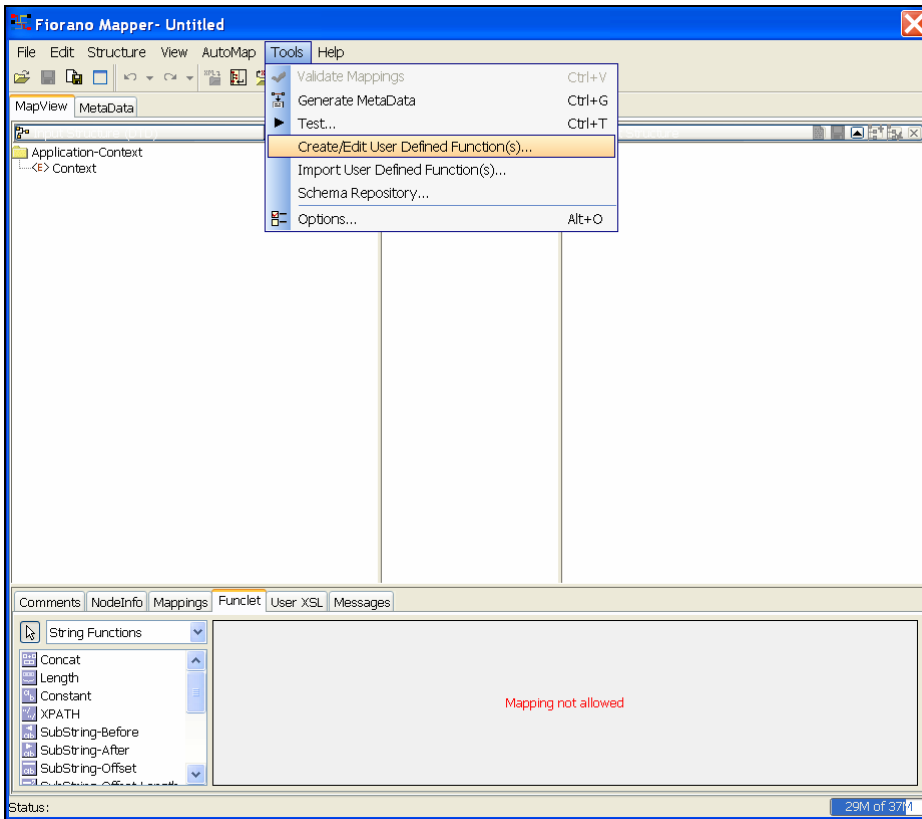 Fiorano Mapper- Untitled
File Edit Structure View AutoMap Tools Help
Validate Mappings Ctrl+V
Generate MetaData Ctrl+G
Test... Ctrl+T
Create/Edit User Defined Function(s)...
Import User Defined Function(s)...
Schema Repository...
Options... Alt+O
MapView MetaData
Application-Context
<E> Context
Comments NodeInfo Mappings Funclet User XSL Messages
String Functions
Concat
Length
Constant
XPATH
SubString-Before
SubString-After
SubString-Offset
Mapping not allowed
Status:
29M of 37M